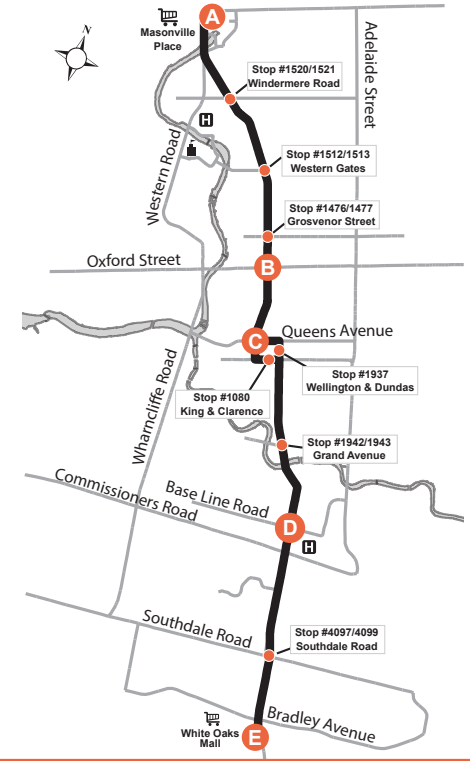 A
Masonville
Place
N
Adelaide Street
Stop #1520/1521
Windermere Road
H
Stop #1512/1513
Western Gates
Western Road
Stop #1476/1477
Grosvenor Street
Oxford Street
B
Queens Avenue
C
Stop #1937
Wellington & Dundas
Stop #1080
King & Clarence
Wharncliffe Road
Stop #1942/1943
Grand Avenue
Commissioners Road
Base Line Road
D
H
Southdale Road
Stop #4097/4099
Southdale Road
Bradley Avenue
White Oaks
Mall
E